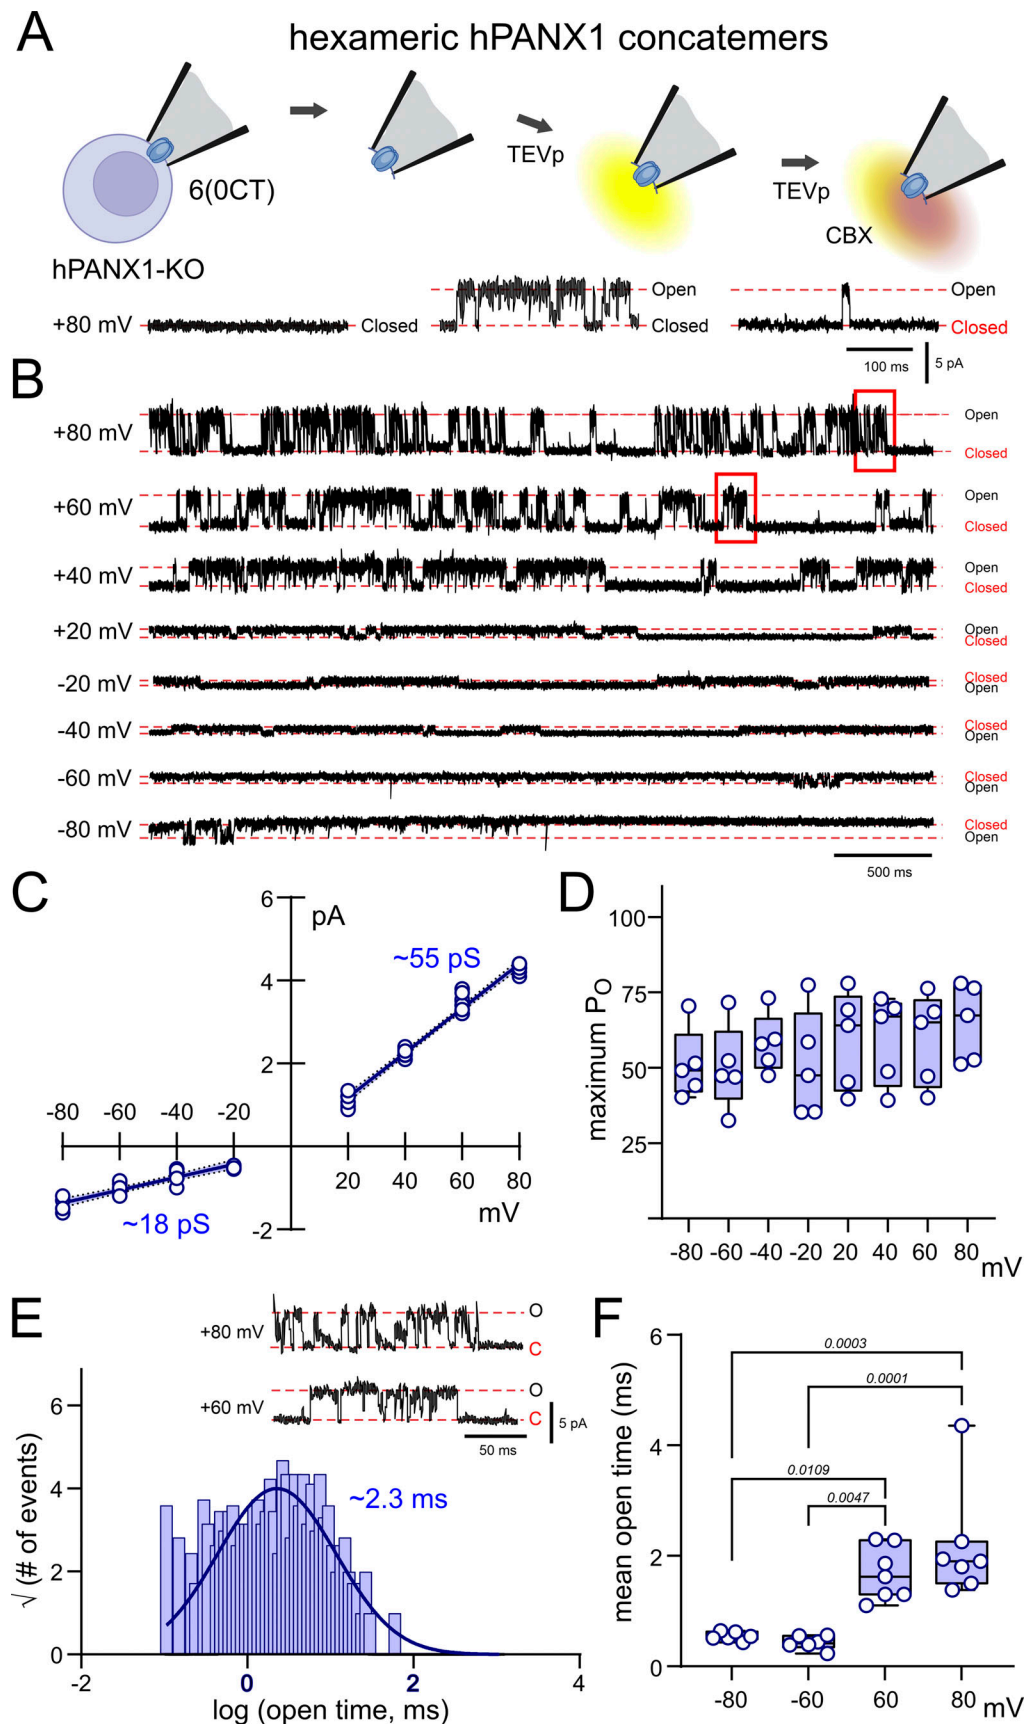 A
hexameric hPANX1 concatemers
6(0CT)
TEVp
TEVp
CBX
hPANX1-KO
+80 mV
Closed
Open
Closed
Open
Closed
100 ms
5 pA
B
+80 mV
Open
Closed
+60 mV
Open
Closed
+40 mV
Open
Closed
+20 mV
Open
Closed
-20 mV
Closed
Open
-40 mV
Closed
Open
-60 mV
Closed
Open
-80 mV
Closed
Open
500 ms
C
6
pA
4
2
-2
~55 pS
-80 -60 -40 -20
20 40 60 80
mV
~18 pS
D
maximum PO
100
75
50
25
-80 -60 -40 -20 20 40 60 80
mV
E
+80 mV
O
C
+60 mV
O
C
50 ms
5 pA
√ (# of events)
6
4
2
0
~2.3 ms
-2 0 2 4
log (open time, ms)
F
mean open time (ms)
6
4
2
0
0.0003
0.0001
0.0109
0.0047
-80 -60 60 80
mV